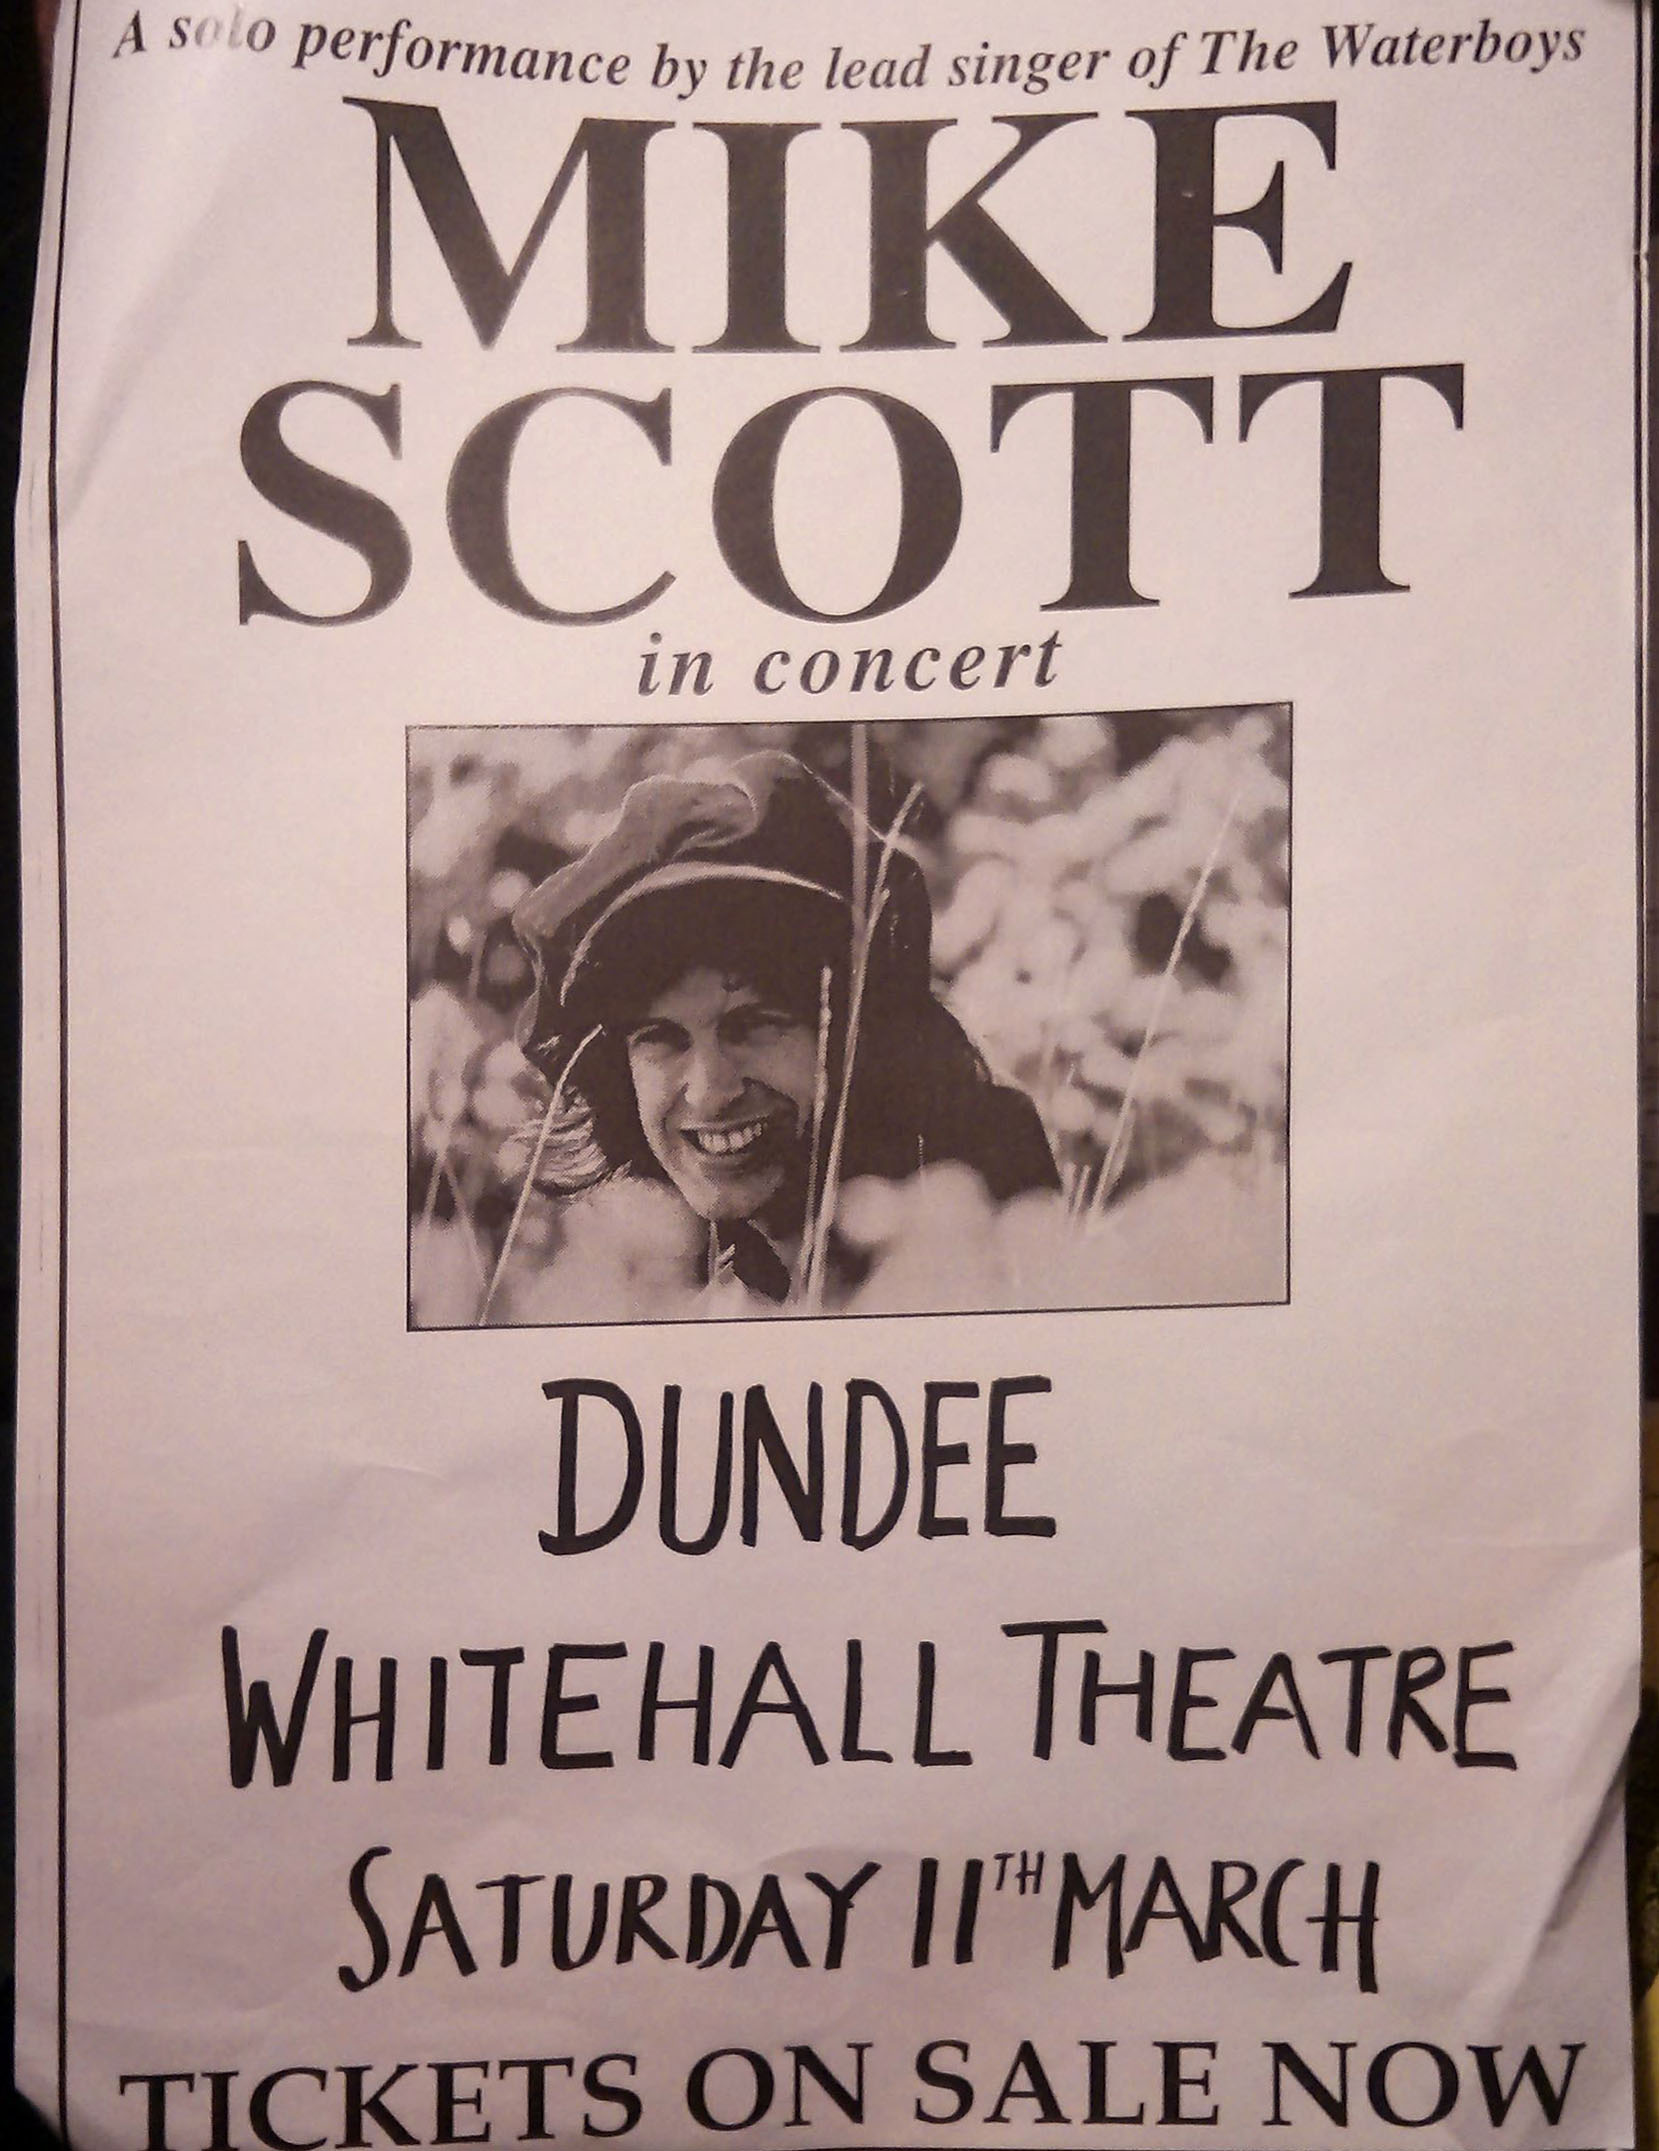 A solo performance by the lead singer of The Waterboys
MIKE
SCOTT
in concert
DUNDEE
WHITEHALL THEATRE
SATURDAY 11TH MARCH
TICKETS ON SALE NOW